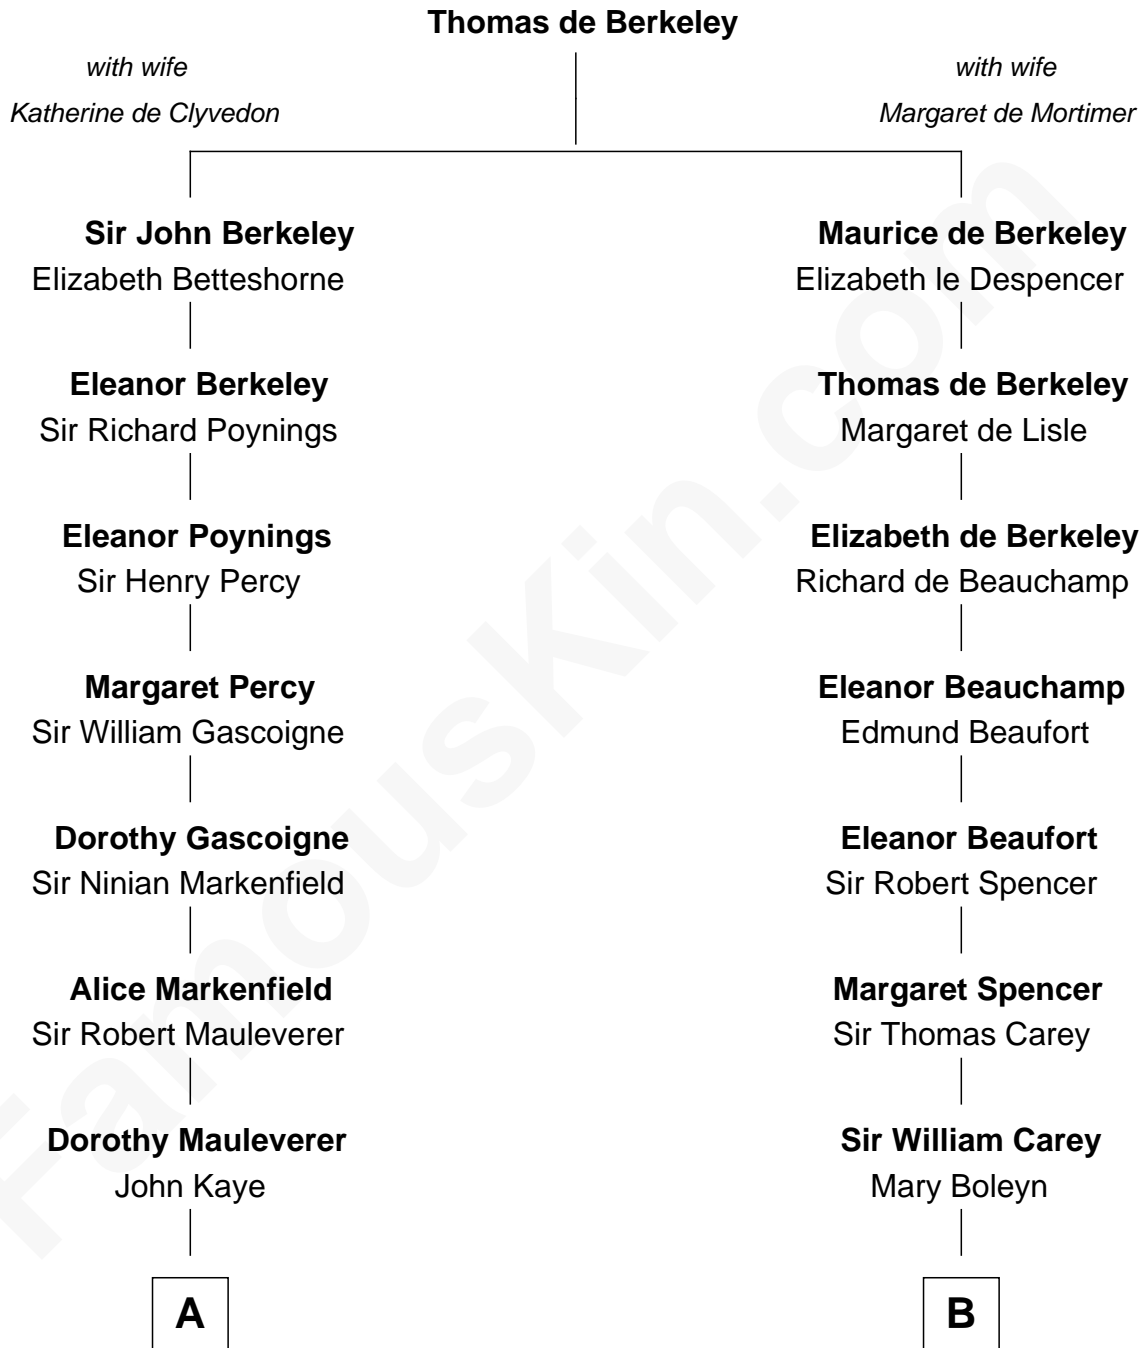 Thomas de Berkeley
with wife
Katherine de Clyvedon
with wife
Margaret de Mortimer
Sir John Berkeley
Elizabeth Betteshorne
Eleanor Berkeley
Sir Richard Poynings
Eleanor Poynings
Sir Henry Percy
Margaret Percy
Sir William Gascoigne
Dorothy Gascoigne
Sir Ninian Markenfield
Alice Markenfield
Sir Robert Mauleverer
Dorothy Mauleverer
John Kaye
A
Maurice de Berkeley
Elizabeth le Despencer
Thomas de Berkeley
Margaret de Lisle
Elizabeth de Berkeley
Richard de Beauchamp
Eleanor Beauchamp
Edmund Beaufort
Eleanor Beaufort
Sir Robert Spencer
Margaret Spencer
Sir Thomas Carey
Sir William Carey
Mary Boleyn
B
FamousKin.com